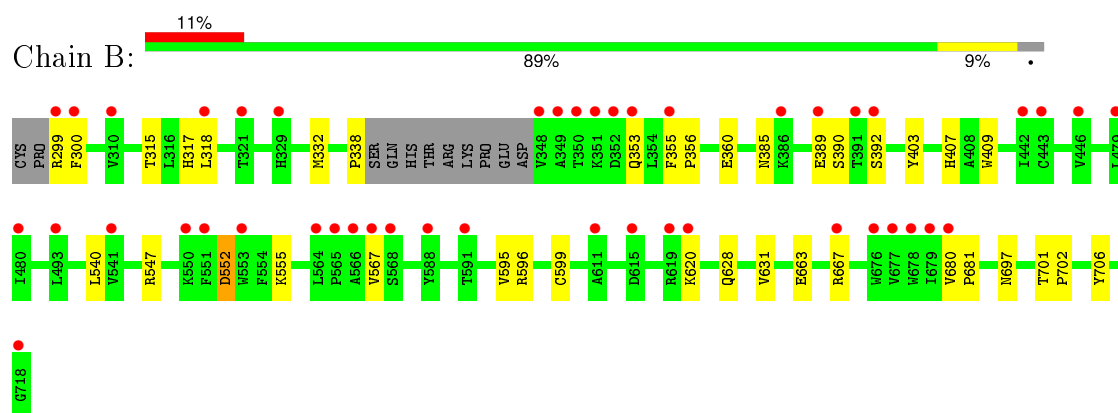 11%
Chain B:
89%
9%
•
CYS PRO R299 F300 V310 T315 L316 H317 L318 T321 H329 M332 P338 SER GLN HIS THR ARG LYS PRO GLU ASP V348 A349 T350 K351 D352 Q353 L354 F355 P356 E360 N385 K386 E389 S390 T391 S392 Y403 H407 A408 W409 I442 C443 V446
I480 L493 L540 V541 R547 K550 F551 D552 W553 F554 K555 L564 P565 A566 V567 S568 Y588 T591 V595 R596 C599 A611 D615 R619 K620 Q628 V631 E663 R667 W676 V677 W678 I679 V680 P681 N697 T701 P702 Y706
G718